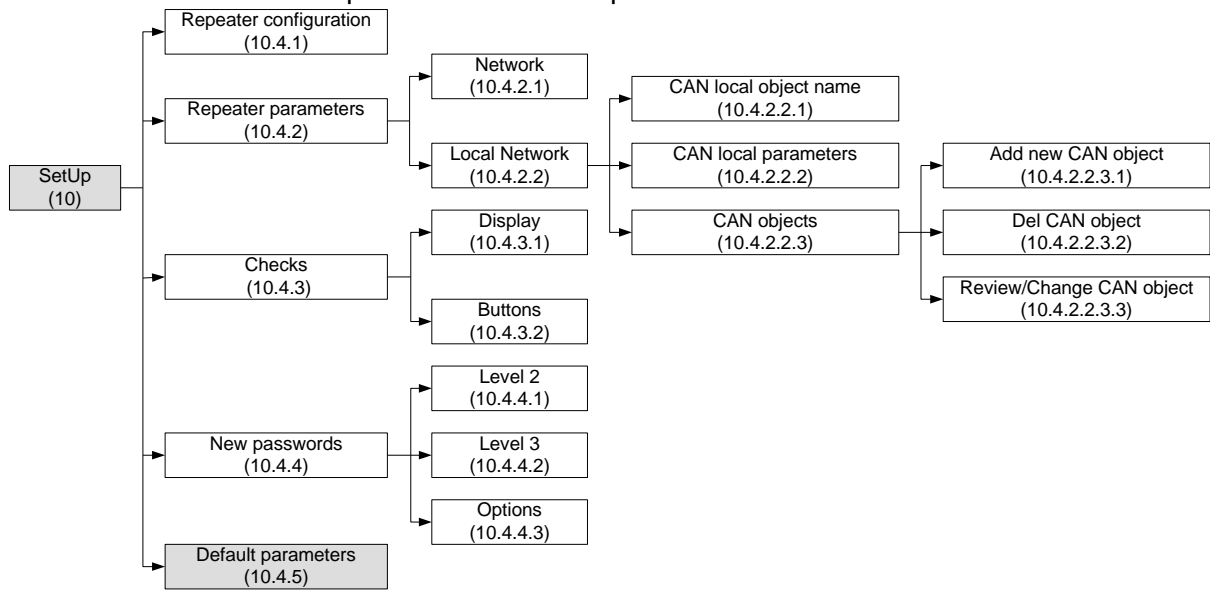 Repeater configuration
(10.4.1)
Network
(10.4.2.1)
CAN local object name
(10.4.2.2.1)
Repeater parameters
(10.4.2)
Local Network
(10.4.2.2)
CAN local parameters
(10.4.2.2.2)
Add new CAN object
(10.4.2.2.3.1)
SetUp
(10)
Display
(10.4.3.1)
CAN objects
(10.4.2.2.3)
Del CAN object
(10.4.2.2.3.2)
Checks
(10.4.3)
Buttons
(10.4.3.2)
Review/Change CAN object
(10.4.2.2.3.3)
Level 2
(10.4.4.1)
New passwords
(10.4.4)
Level 3
(10.4.4.2)
Options
(10.4.4.3)
Default parameters
(10.4.5)